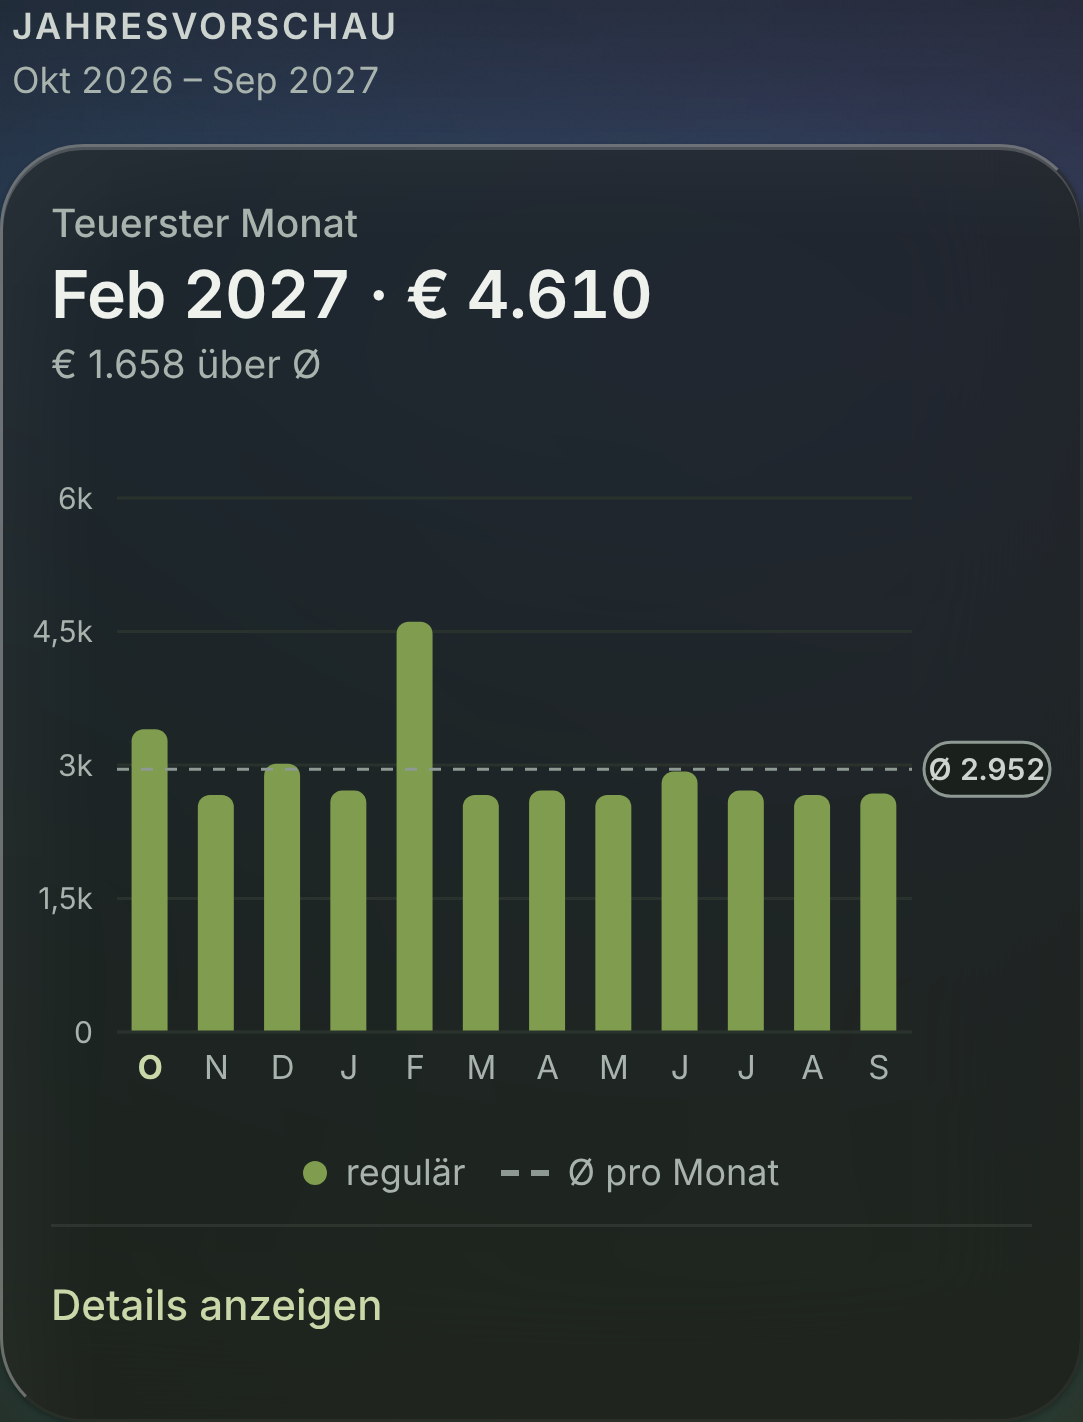 JAHRESVORSCHAU
Okt 2026 – Sep 2027
Teuerster Monat
Feb 2027 · € 4.610
€ 1.658 über Ø
6k
4,5k
3k
Ø 2.952
1,5k
0
O N D J F M A M J J A S
regulär Ø pro Monat
Details anzeigen